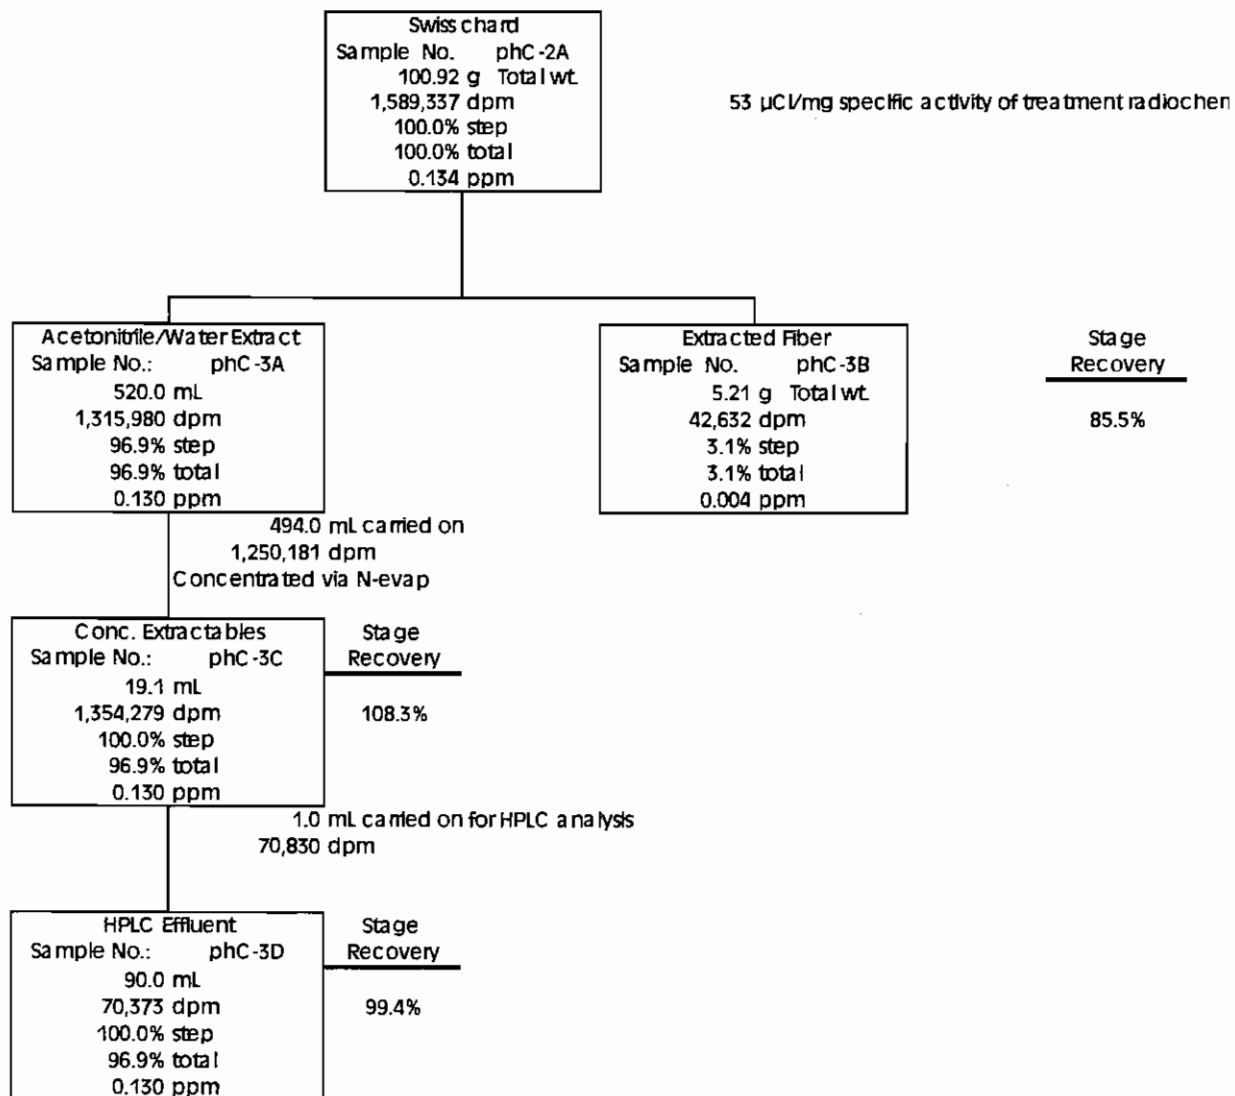 Swiss chard
Sample No. phC-2A
100.92 g Total wt.
1,589,337 dpm
100.0% step
100.0% total
0.134 ppm
53 µCi/mg specific activity of treatment radiochen
Acetonitrile/Water Extract
Sample No.: phC-3A
520.0 mL
1,315,980 dpm
96.9% step
96.9% total
0.130 ppm
Extracted Fiber
Sample No. phC-3B
5.21 g Total wt.
42,632 dpm
3.1% step
3.1% total
0.004 ppm
Stage
Recovery
85.5%
494.0 mL carried on
1,250,181 dpm
Concentrated via N-evap
Conc. Extractables
Sample No.: phC-3C
19.1 mL
1,354,279 dpm
100.0% step
96.9% total
0.130 ppm
Stage
Recovery
108.3%
1.0 mL carried on for HPLC analysis
70,830 dpm
HPLC Effluent
Sample No.: phC-3D
90.0 mL
70,373 dpm
100.0% step
96.9% total
0.130 ppm
Stage
Recovery
99.4%